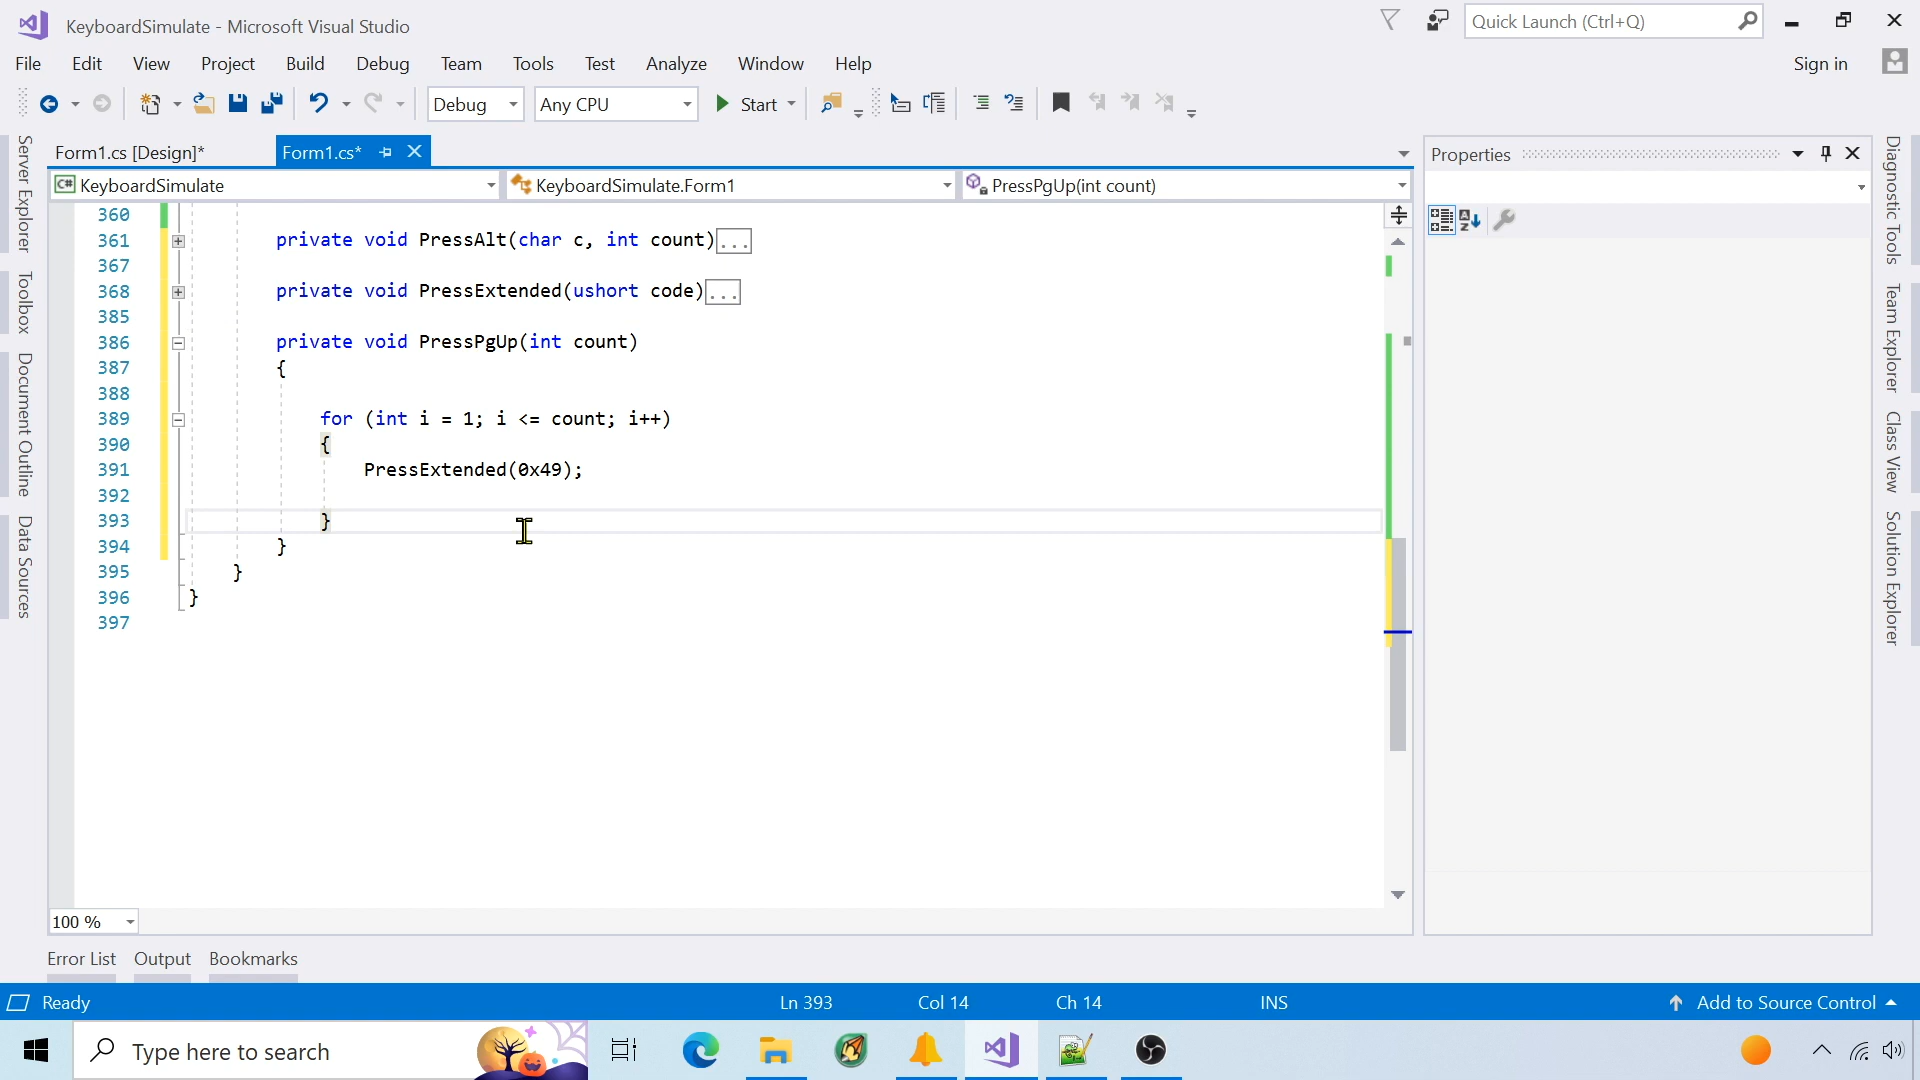 KeyboardSimulate - Microsoft Visual Studio
Quick Launch (Ctrl+Q)
File Edit View Project Build Debug Team Tools Test Analyze Window Help
Sign in
Debug
Any CPU
Start
Form1.cs [Design]*
Form1.cs*
Properties
C# KeyboardSimulate
KeyboardSimulate.Form1
PressPgUp(int count)
360
361 private void PressAlt(char c, int count)...
367
368 private void PressExtended(ushort code)...
385
386 private void PressPgUp(int count)
387 {
388
389 for (int i = 1; i <= count; i++)
390 {
391 PressExtended(0x49);
392
393 }
394 }
395 }
396 }
397
100 %
Server Explorer
Toolbox
Document Outline
Data Sources
Diagnostic Tools
Team Explorer
Class View
Solution Explorer
Error List Output Bookmarks
Ready
Ln 393
Col 14
Ch 14
INS
Add to Source Control
Type here to search